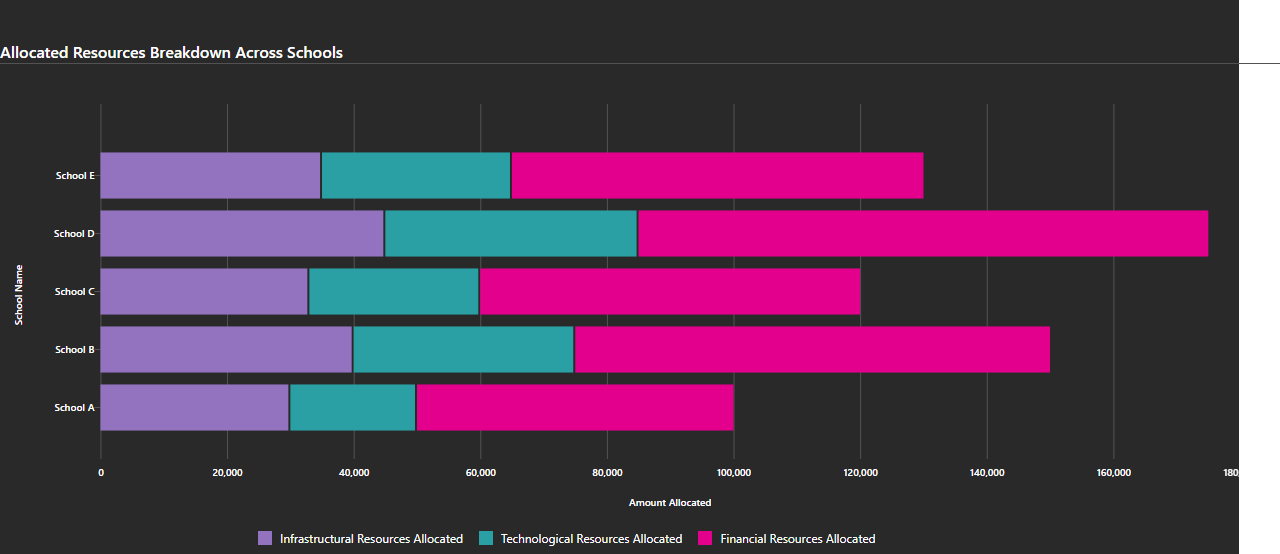 Allocated Resources Breakdown Across Schools
School E
School D
School C
School B
School A
School Name
0 20,000 40,000 60,000 80,000 100,000 120,000 140,000 160,000 180,
Amount Allocated
Infrastructural Resources Allocated Technological Resources Allocated Financial Resources Allocated